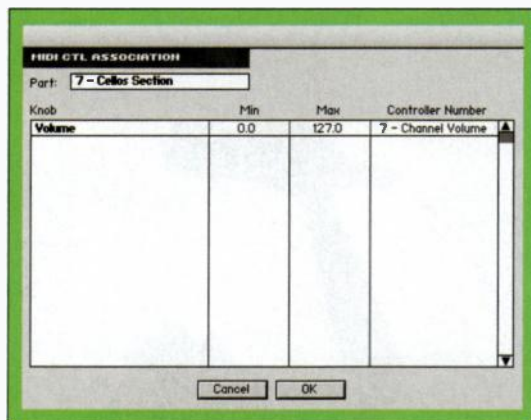 MIDI CTL ASSOCIATION
Part: 7 - Cellos Section
Knob Min Max Controller Number
Volume 0.0 127.0 7 - Channel Volume
Cancel OK